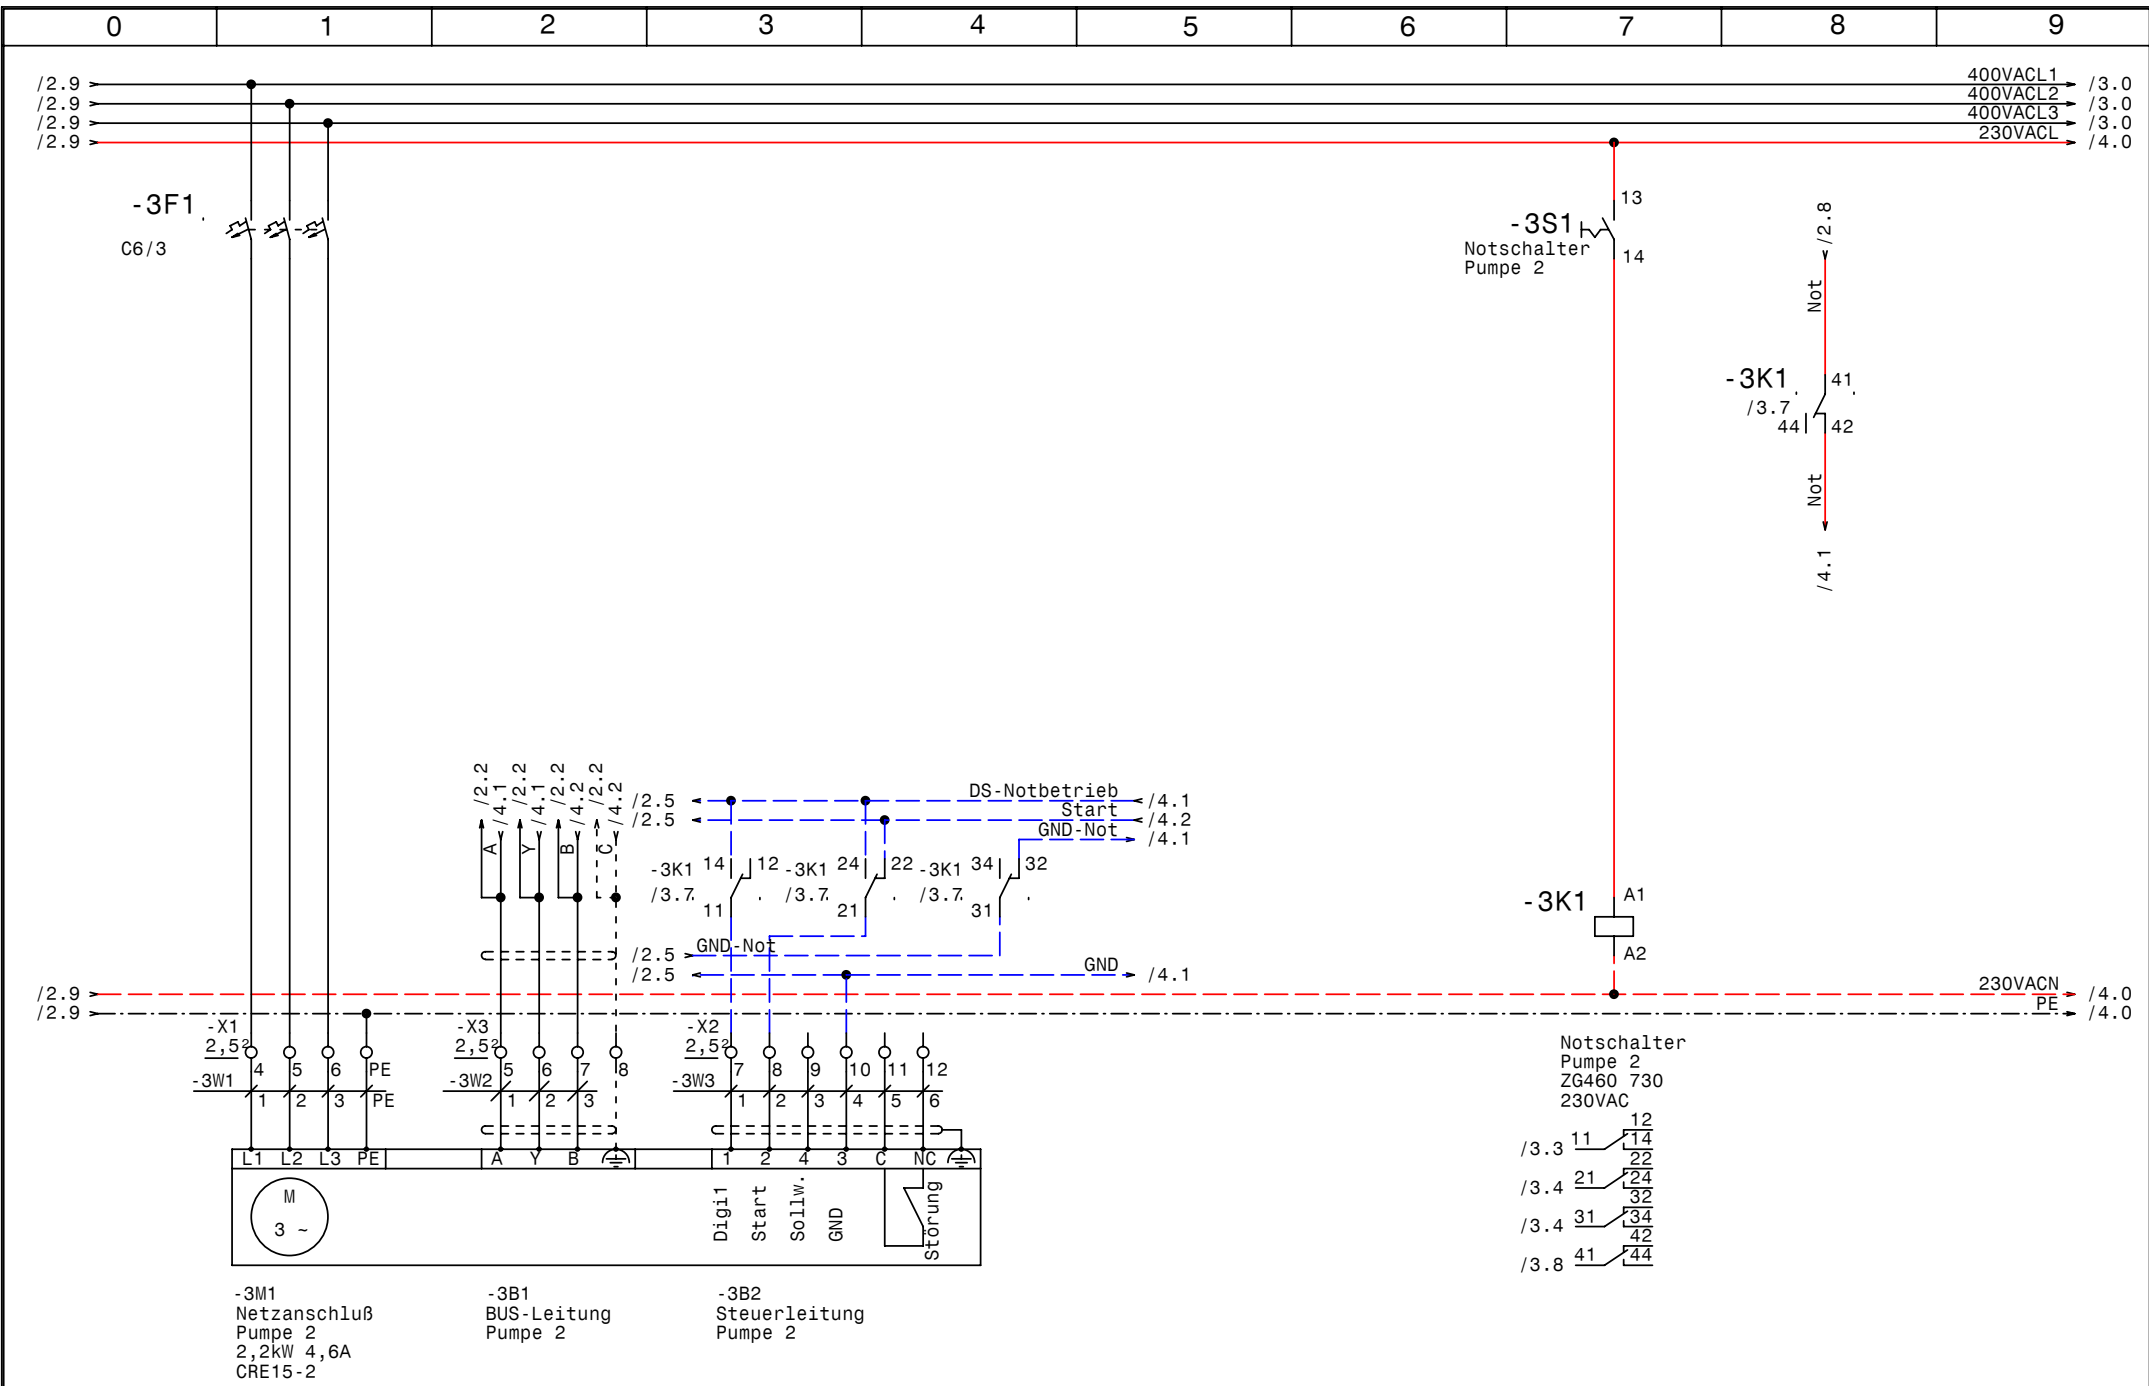 0 1 2 3 4 5 6 7 8 9
/2.9 400VACL1 /3.0
/2.9 400VACL2 /3.0
/2.9 400VACL3 /3.0
/2.9 230VACL /4.0
-3F1
C6/3
13
-3S1
Notschalter
Pumpe 2
14
/2.8
Not
-3K1
/3.7
41
44 42
Not
/4.1
/2.2 /4.1 /2.2 /4.1 /2.2 /4.2 /2.2 /4.2
A Y B C
/2.5 DS-Notbetrieb /4.1
/2.5 Start /4.2
GND-Not /4.1
-3K1 14 12 -3K1 24 22 -3K1 34 32
/3.7 /3.7 /3.7
11 21 31
-3K1 A1
A2
/2.5 GND-Not
/2.5 GND /4.1
/2.9 230VACN /4.0
/2.9 PE /4.0
-X1 -X3 -X2
2,5² 2,5² 2,5²
4 5 6 PE 5 6 7 8 7 8 9 10 11 12
-3W1 -3W2 -3W3
1 2 3 PE 1 2 3 1 2 3 4 5 6
L1 L2 L3 PE A Y B 1 2 4 3 C NC
M
3 ~
Digi1
Start
Sollw.
GND
Störung
-3M1
Netzanschluß
Pumpe 2
2,2kW 4,6A
CRE15-2
-3B1
BUS-Leitung
Pumpe 2
-3B2
Steuerleitung
Pumpe 2
Notschalter
Pumpe 2
ZG460 730
230VAC
12
/3.3 11 14
22
/3.4 21 24
32
/3.4 31 34
42
/3.8 41 44